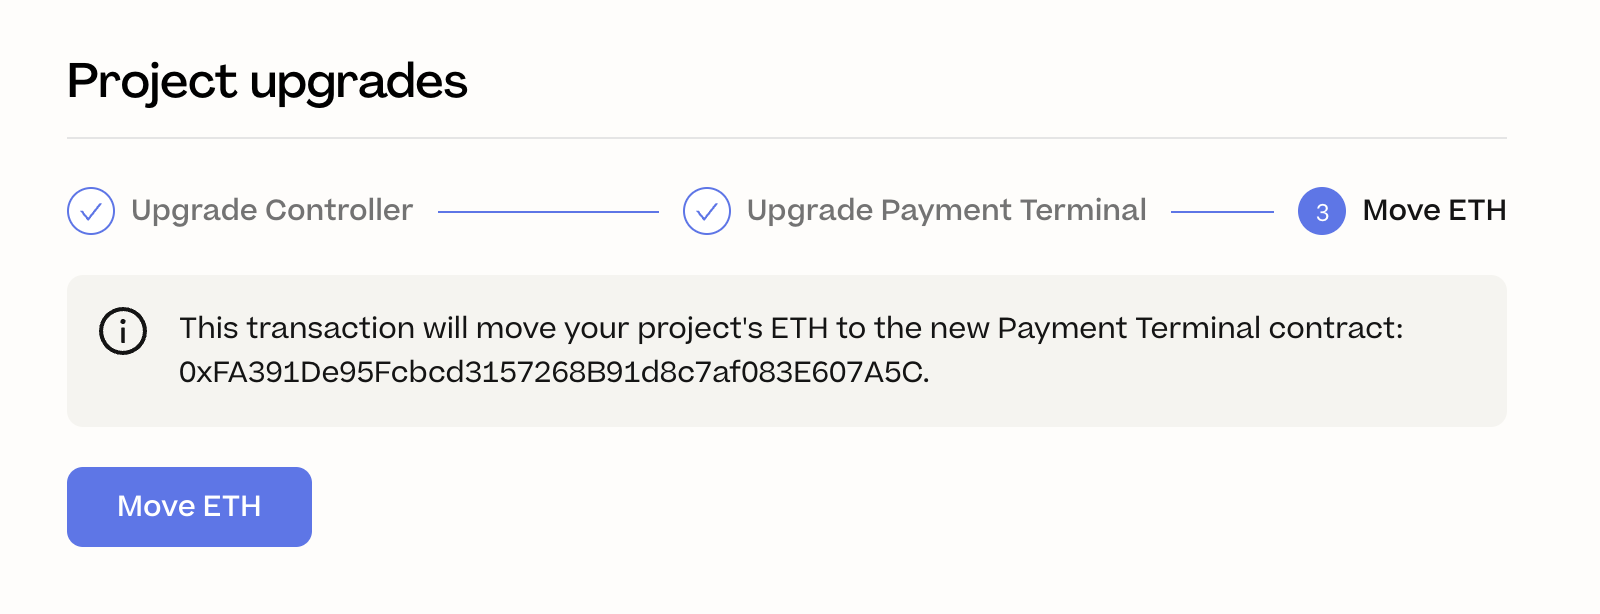 Project upgrades
Upgrade Controller
Upgrade Payment Terminal
3 Move ETH
This transaction will move your project's ETH to the new Payment Terminal contract:
0xFA391De95Fcbcd3157268B91d8c7af083E607A5C.
Move ETH